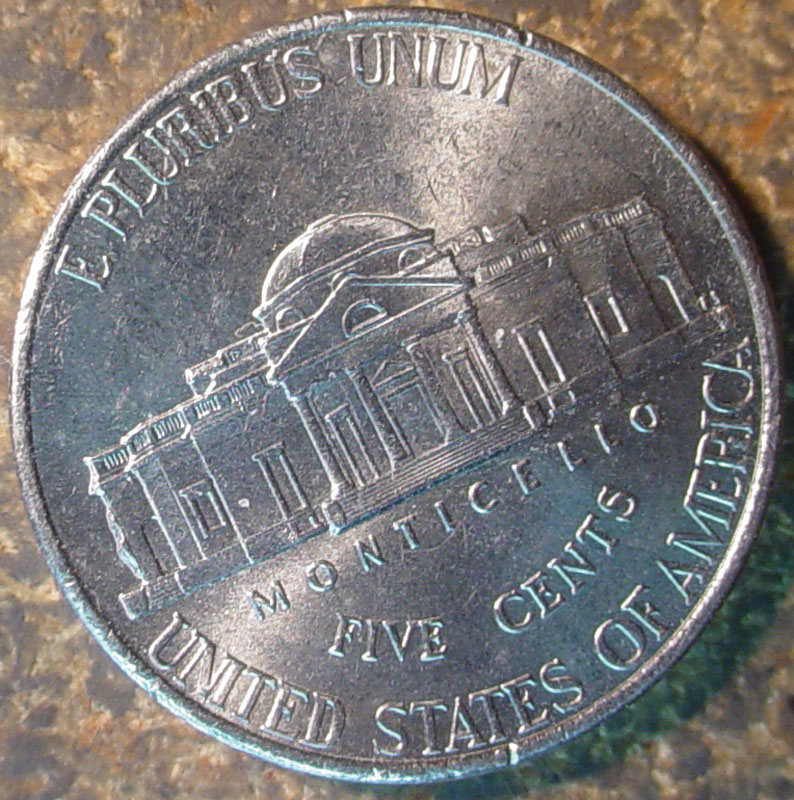 E PLURIBUS UNUM
MONTICELLO
FIVE CENTS
UNITED STATES OF AMERICA